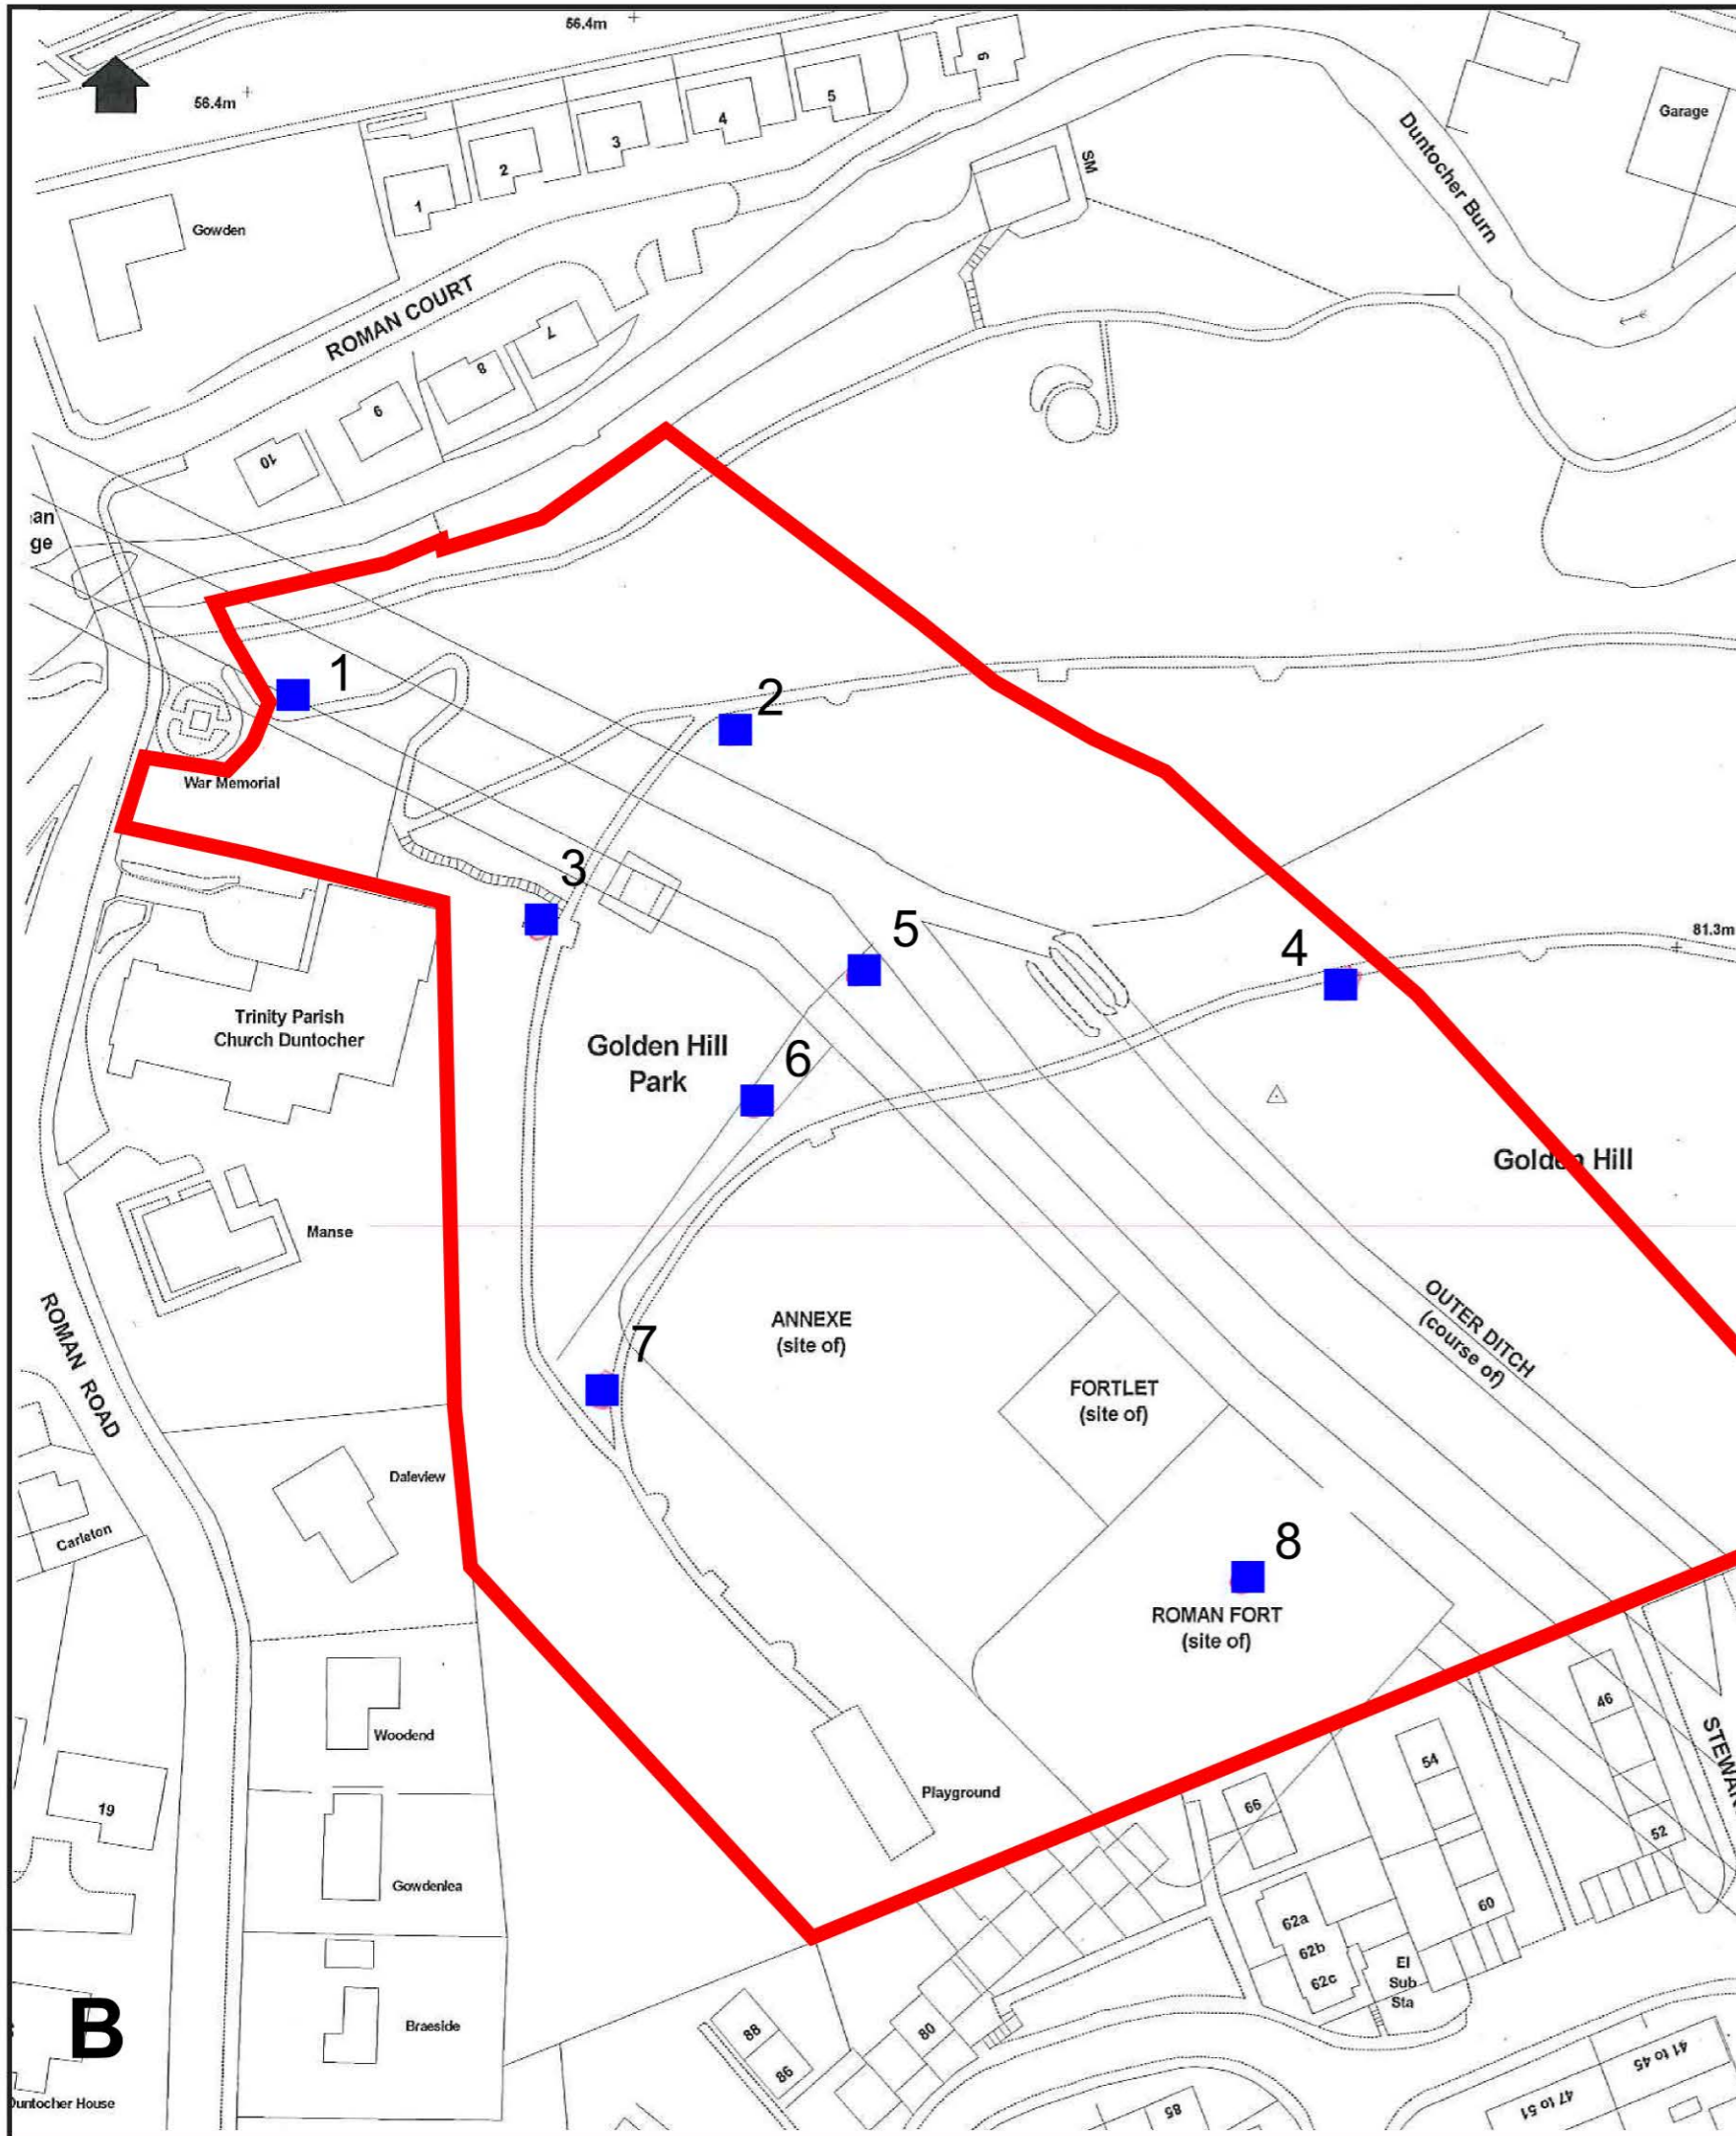 56.4m
56.4m
6
5
4
3
2
1
Garage
SM
Duntocher Burn
Gowden
ROMAN COURT
7
8
9
10
an
ge
1
2
War Memorial
3
5
4
81.3m
Trinity Parish
Church Duntocher
Golden Hill
Park
6
Golden Hill
Manse
OUTER DITCH
(course of)
ROMAN ROAD
ANNEXE
(site of)
7
FORTLET
(site of)
Daleview
Carleton
8
ROMAN FORT
(site of)
46
Woodend
54
STEWAR
Playground
19
66
52
Gowdenlea
60
62a
62b
62c
El
Sub
Sta
B
Braeside
88
86
80
41 to 45
47 to 51
85
Duntocher House